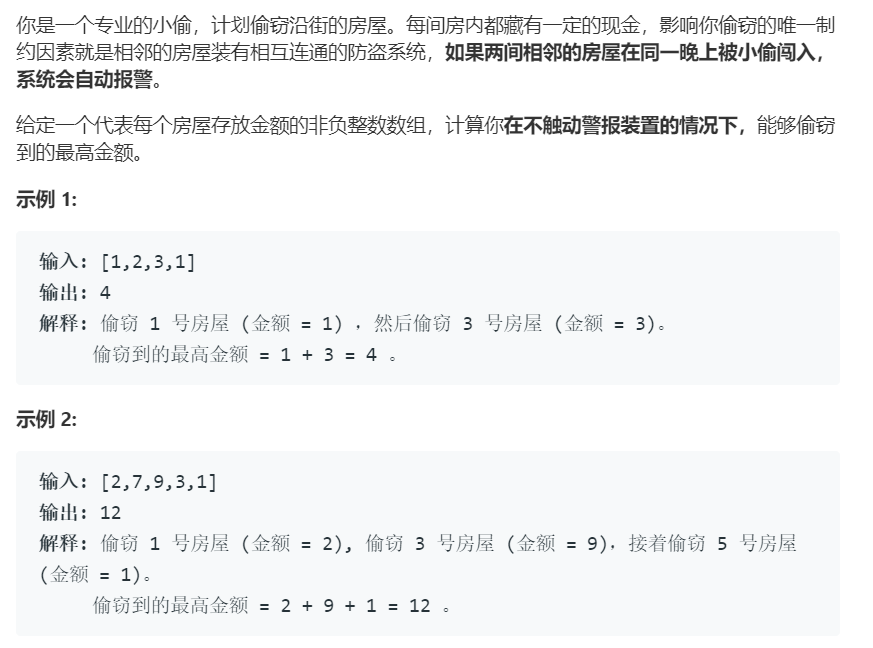 你是一个专业的小偷，计划偷窃沿街的房屋。每间房内都藏有一定的现金，影响你偷窃的唯一制
约因素就是相邻的房屋装有相互连通的防盗系统，如果两间相邻的房屋在同一晚上被小偷闯入，
系统会自动报警。
给定一个代表每个房屋存放金额的非负整数数组，计算你在不触动警报装置的情况下，能够偷窃
到的最高金额。
示例 1:
输入: [1,2,3,1]
输出: 4
解释: 偷窃 1 号房屋 (金额 = 1) ，然后偷窃 3 号房屋 (金额 = 3)。
偷窃到的最高金额 = 1 + 3 = 4 。
示例 2:
输入: [2,7,9,3,1]
输出: 12
解释: 偷窃 1 号房屋 (金额 = 2), 偷窃 3 号房屋 (金额 = 9)，接着偷窃 5 号房屋
(金额 = 1)。
偷窃到的最高金额 = 2 + 9 + 1 = 12 。